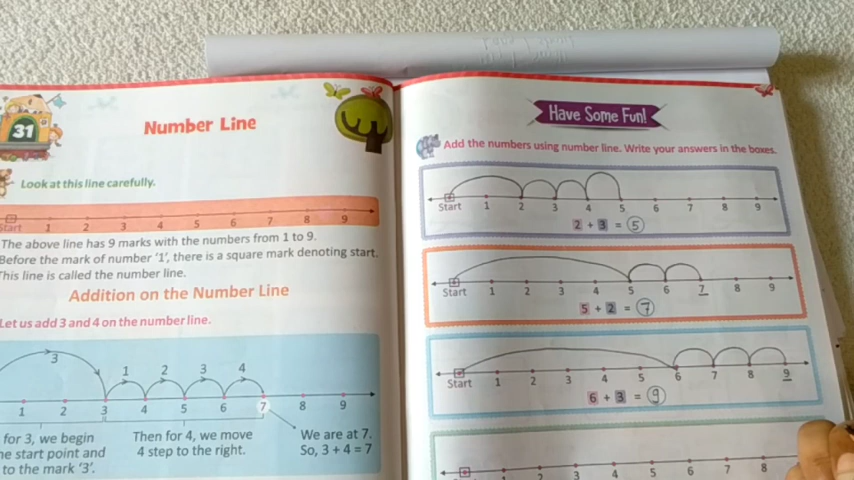 31
Number Line
Look at this line carefully.
Start 1 2 3 4 5 6 7 8 9
The above line has 9 marks with the numbers from 1 to 9.
Before the mark of number '1', there is a square mark denoting start.
This line is called the number line.
Addition on the Number Line
Let us add 3 and 4 on the number line.
3 1 2 3 4
1 2 3 4 5 6 7 8 9
for 3, we begin
start point and
to the mark '3'.
Then for 4, we move
4 step to the right.
We are at 7.
So, 3 + 4 = 7
Have Some Fun!
Add the numbers using number line. Write your answers in the boxes.
Start 1 2 3 4 5 6 7 8 9
2 + 3 = 5
Start 1 2 3 4 5 6 7 8 9
5 + 2 = 7
Start 1 2 3 4 5 6 7 8 9
6 + 3 = 9
2 3 4 5 6 7 8